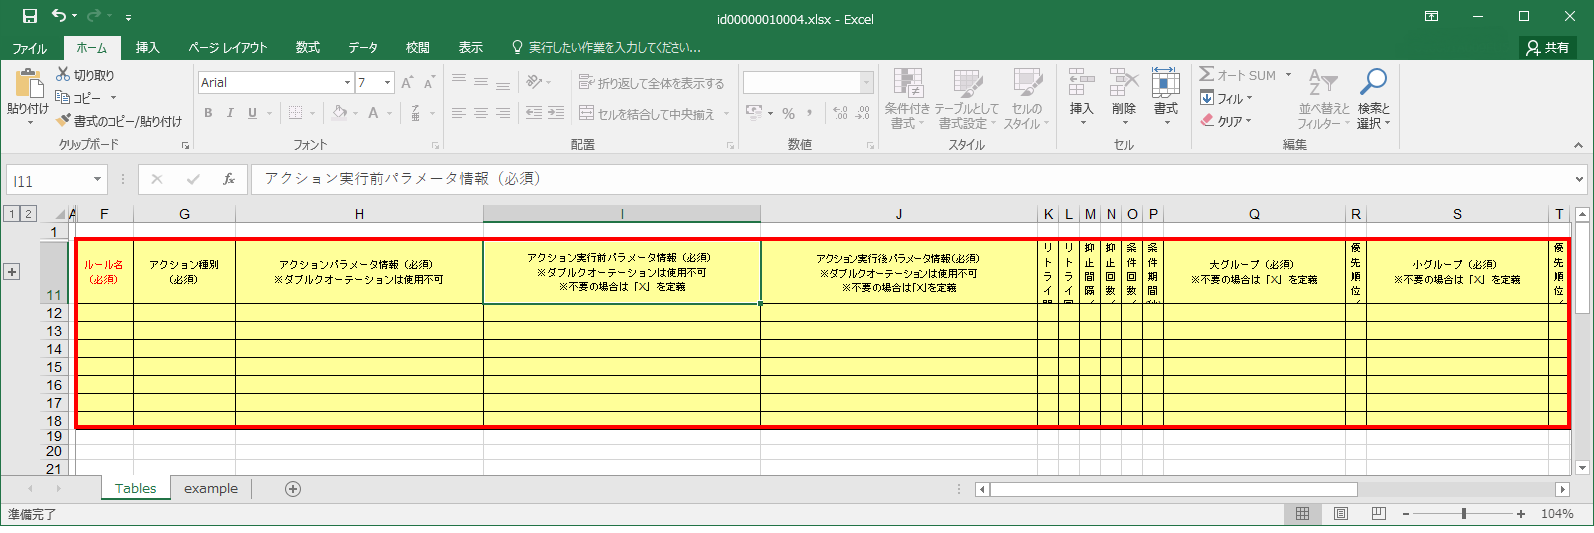 id00000010004.xlsx - Excel
ファイル ホーム 挿入 ページ レイアウト 数式 データ 校閲 表示 実行したい作業を入力してください... 共有
貼り付け
切り取り
コピー
書式のコピー/貼り付け
クリップボード
Arial 7
B I U
フォント
折り返して全体を表示する
セルを結合して中央揃え
配置
%
数値
条件付き書式
テーブルとして書式設定
セルのスタイル
スタイル
挿入 削除 書式
セル
オート SUM
フィル
クリア
並べ替えとフィルター
検索と選択
編集
I11 fx アクション実行前パラメータ情報（必須）
1 2
A F G H I J K L M N O P Q R S T
1
11
ルール名
（必須）
アクション種別
（必須）
アクションパラメータ情報（必須）
※ダブルクオーテーションは使用不可
アクション実行前パラメータ情報（必須）
※ダブルクオーテーションは使用不可
※不要の場合は「X」を定義
アクション実行後パラメータ情報(必須)
※ダブルクオーテーションは使用不可
※不要の場合は｢X｣を定義
リトライ間
リトライ回
抑止間隔
抑止回数
条件回数
条件期間
大グループ（必須）
※不要の場合は「X」を定義
優先順位
小グループ（必須）
※不要の場合は「X」を定義
優先順位
12
13
14
15
16
17
18
19
20
21
Tables example
準備完了 104%